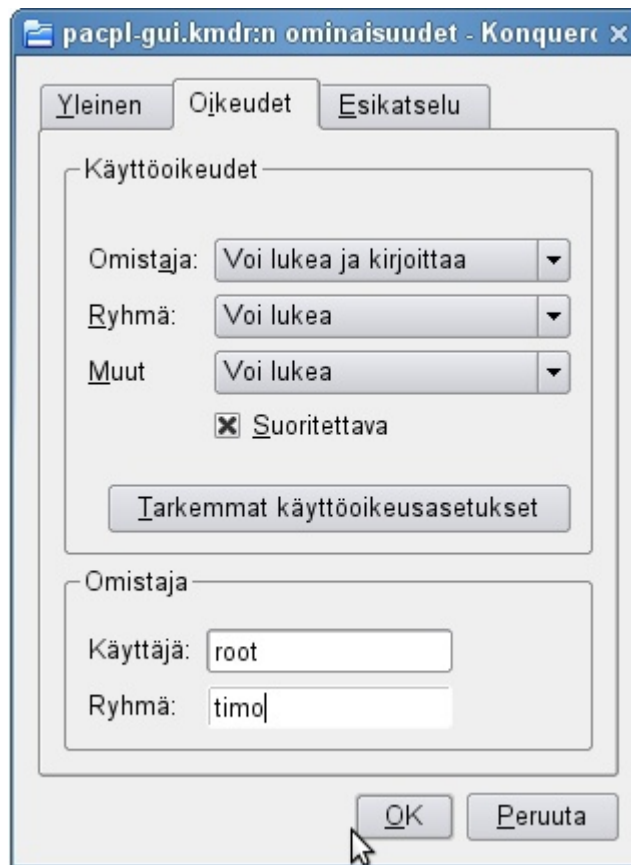 pacpl-gui.kmdr:n ominaisuudet - Konquerc
Yleinen Oikeudet Esikatselu
Käyttöoikeudet
Omistaja: Voi lukea ja kirjoittaa
Ryhmä: Voi lukea
Muut Voi lukea
Suoritettava
Tarkemmat käyttöoikeusasetukset
Omistaja
Käyttäjä: root
Ryhmä: timo
OK Peruuta